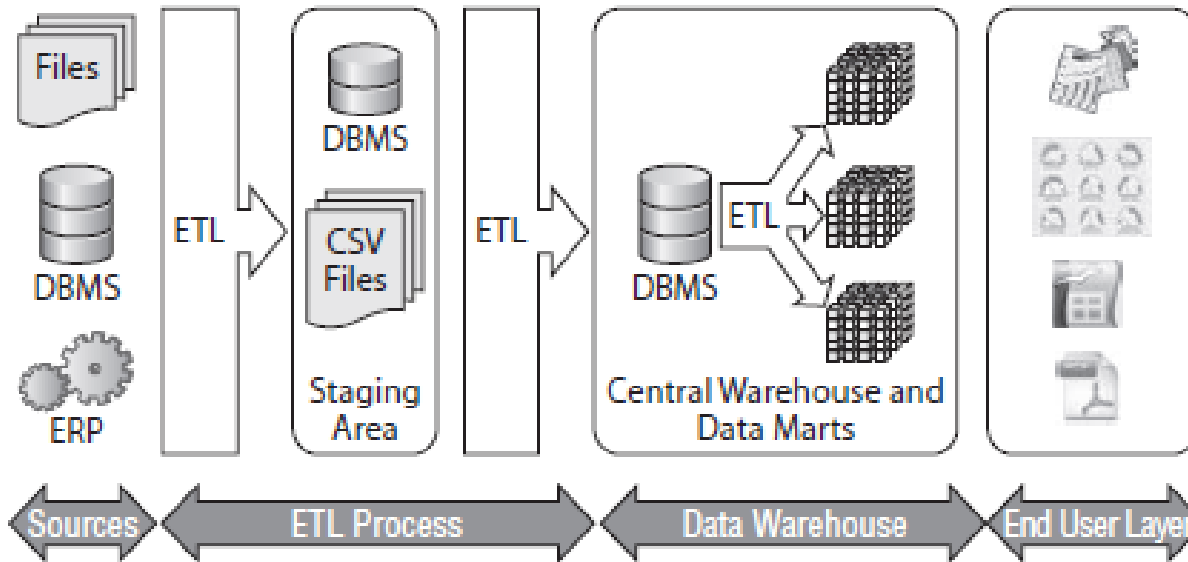 Files
DBMS
ERP
ETL
DBMS
CSV
Files
Staging
Area
ETL
DBMS
ETL
Central Warehouse and
Data Marts
Sources
ETL Process
Data Warehouse
End User Layer